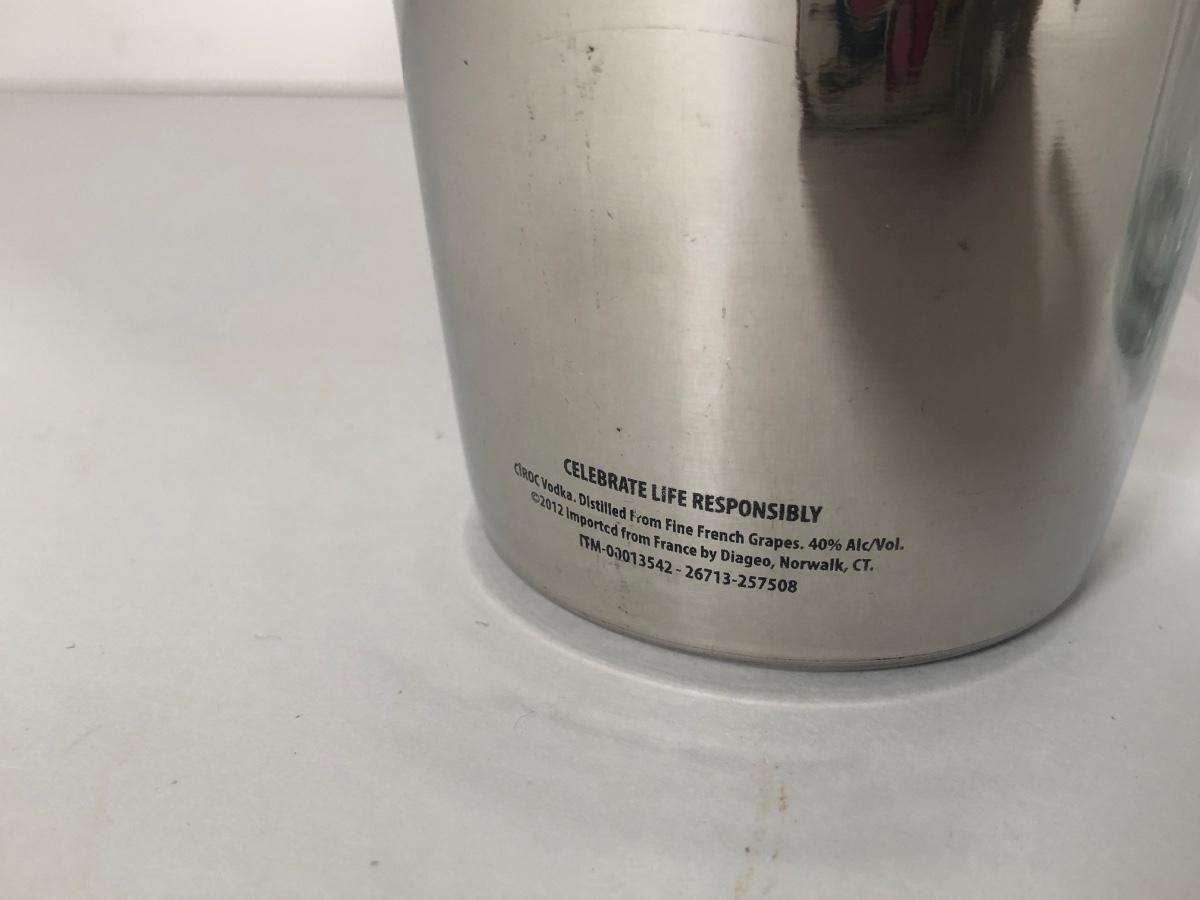 CELEBRATE LIFE RESPONSIBLY
CÎROC Vodka. Distilled From Fine French Grapes. 40% Alc/Vol.
©2012 Imported from France by Diageo, Norwalk, CT.
ITM-00013542 - 26713-257508